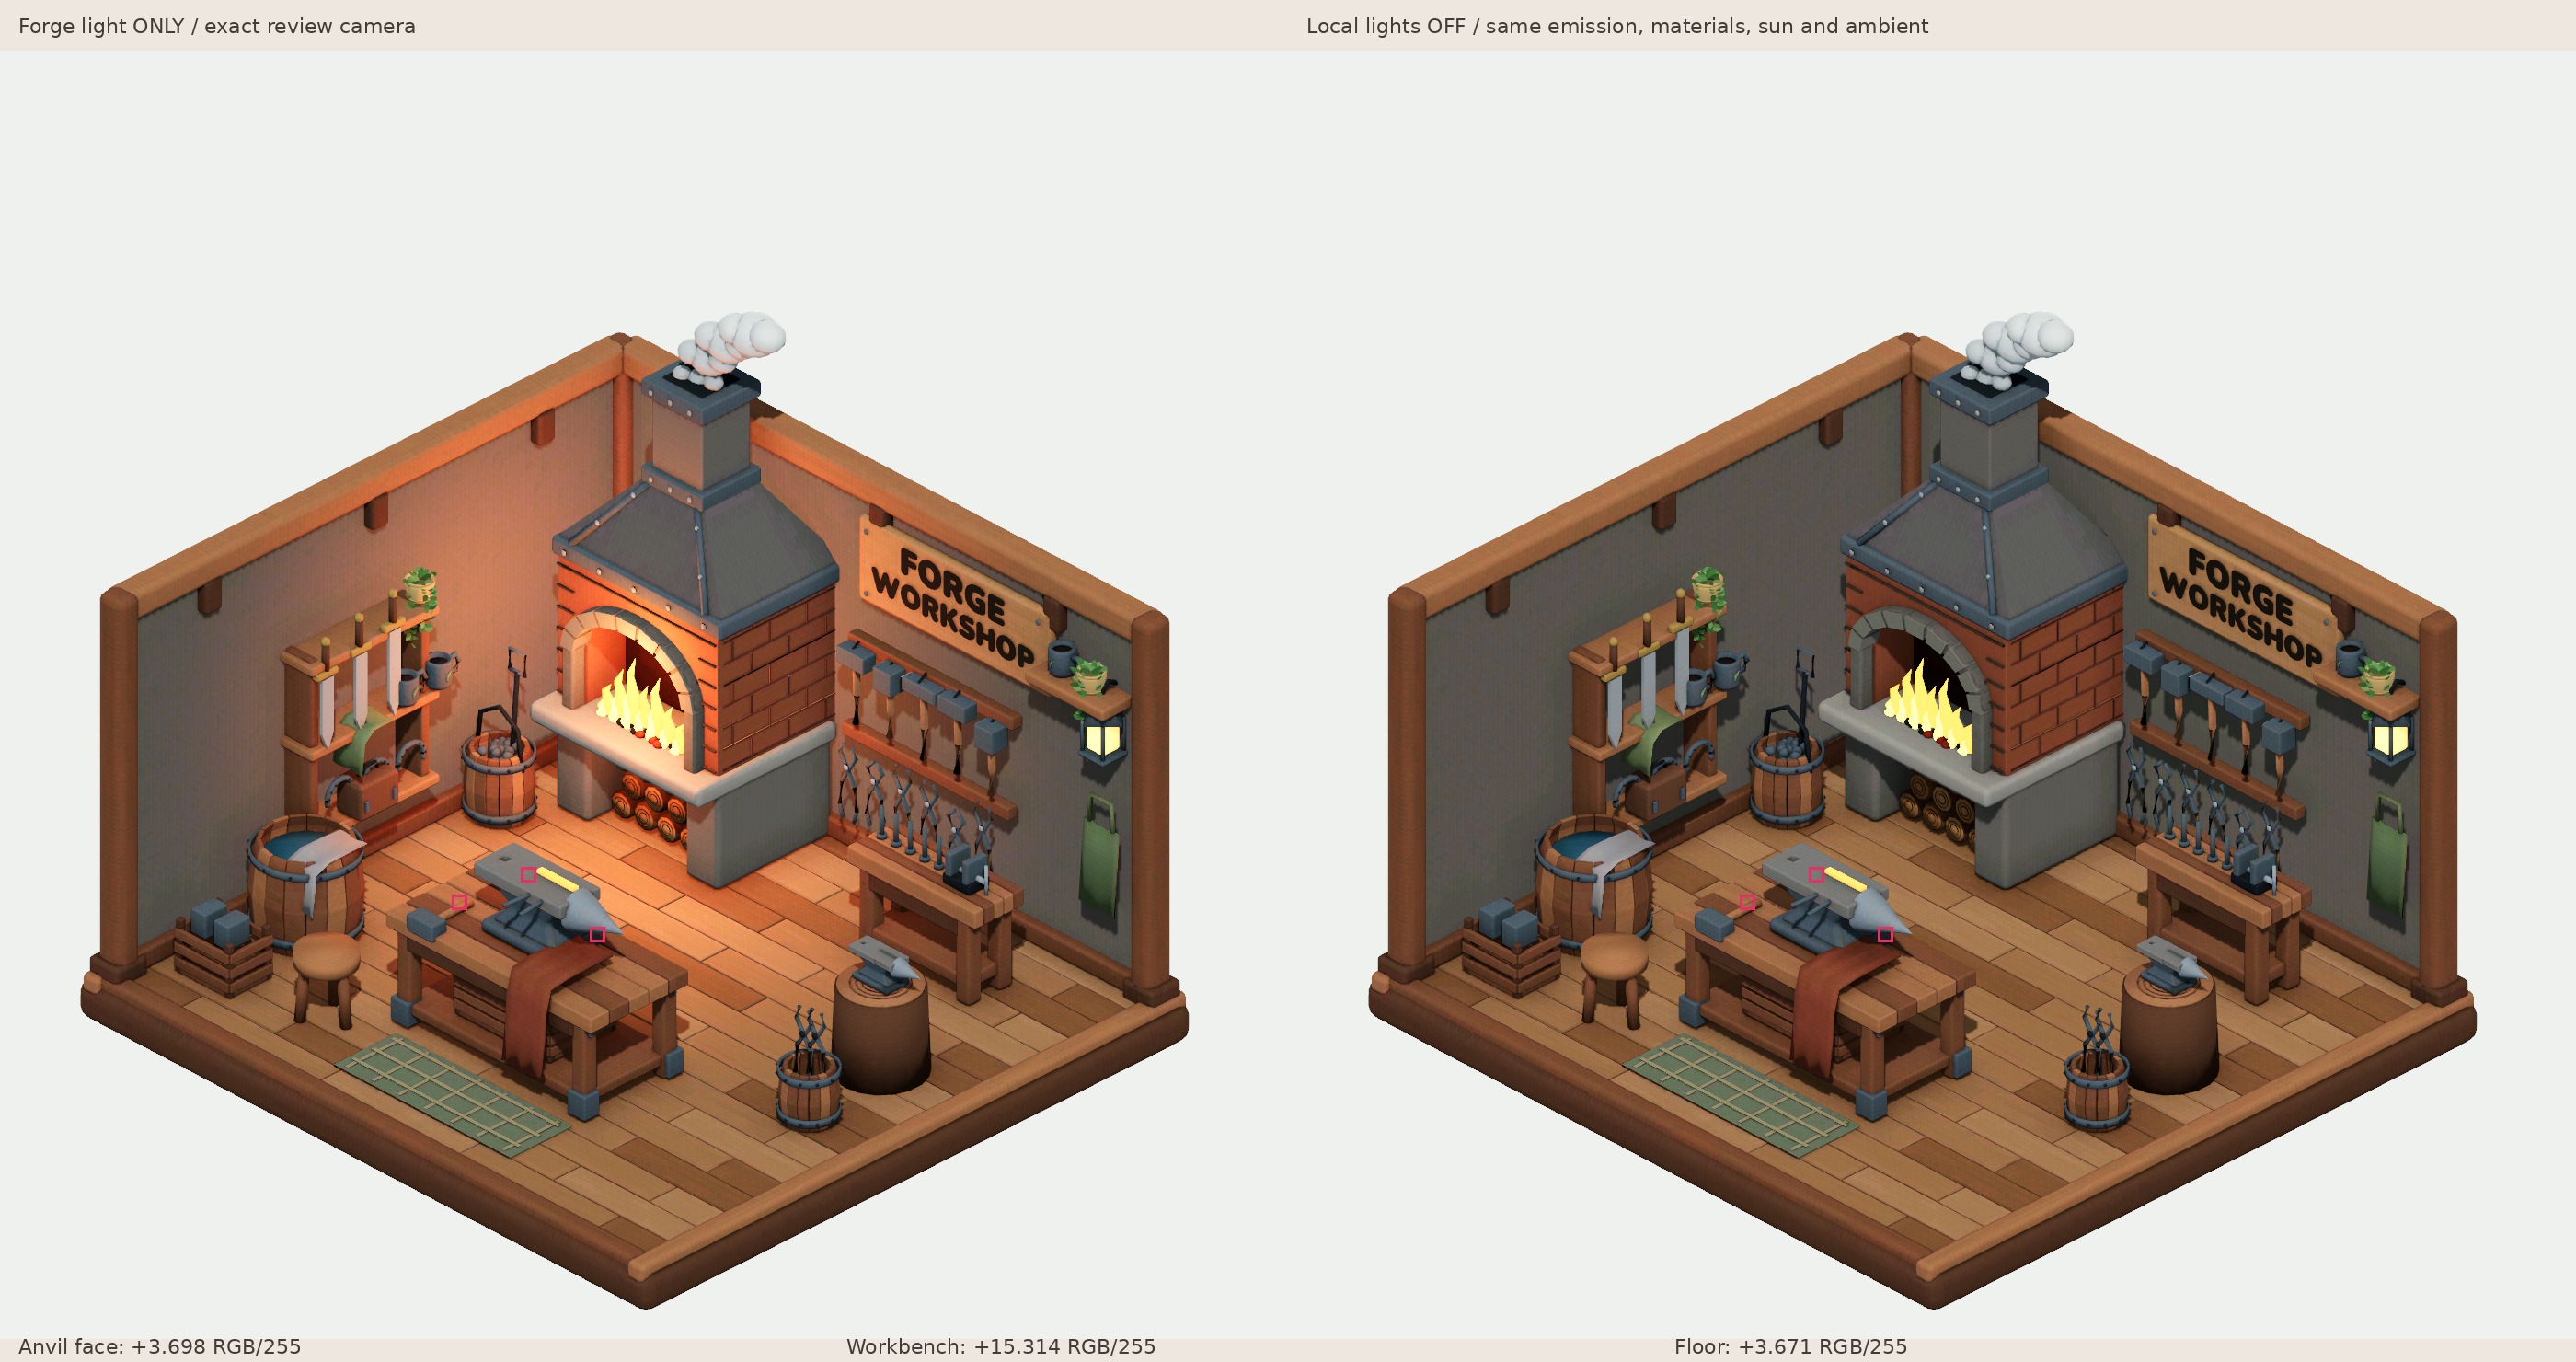 Forge light ONLY / exact review camera
Local lights OFF / same emission, materials, sun and ambient
FORGE
WORKSHOP
FORGE
WORKSHOP
Anvil face: +3.698 RGB/255
Workbench: +15.314 RGB/255
Floor: +3.671 RGB/255